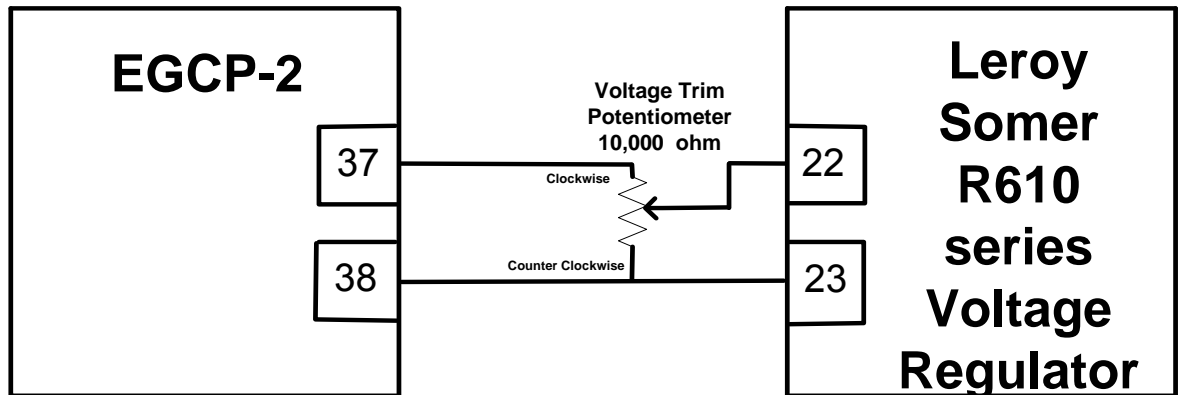 EGCP-2
37
38
Voltage Trim
Potentiometer
10,000 ohm
Clockwise
Counter Clockwise
22
23
Leroy
Somer
R610
series
Voltage
Regulator